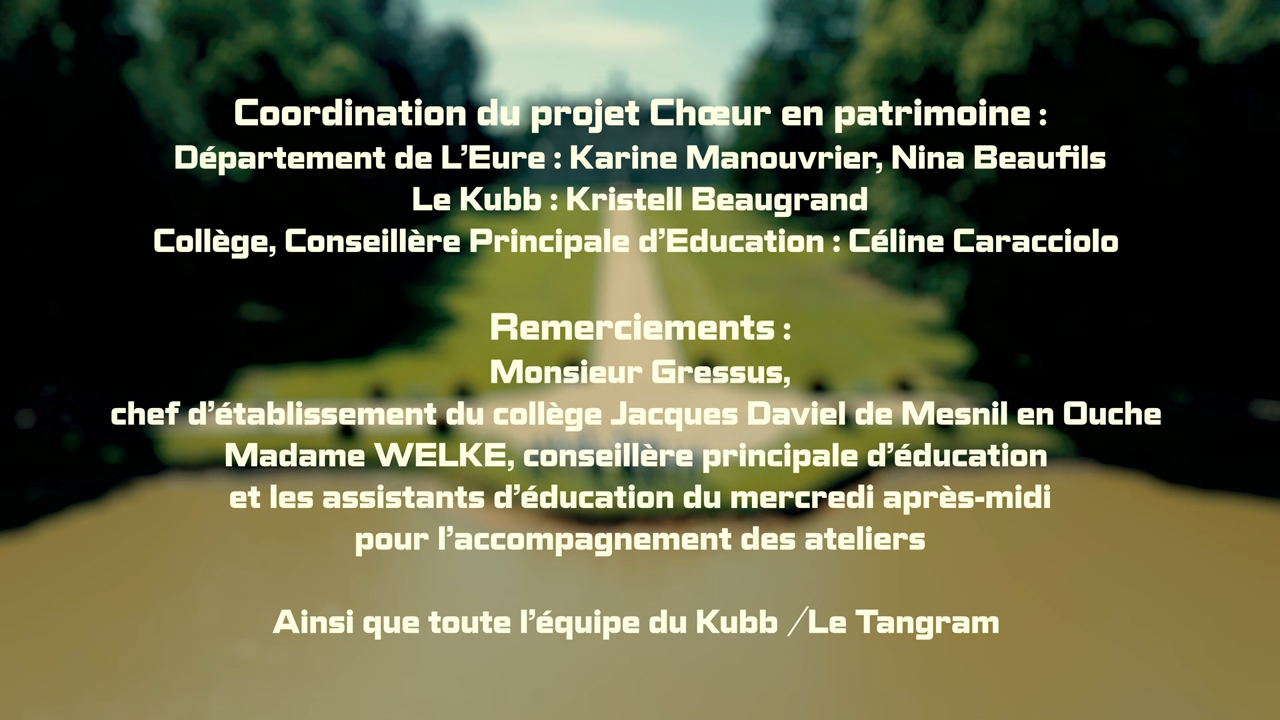 Coordination du projet Chœur en patrimoine :
Département de L’Eure : Karine Manouvrier, Nina Beaufils
Le Kubb : Kristell Beaugrand
Collège, Conseillère Principale d’Education : Céline Caracciolo
Remerciements :
Monsieur Gressus,
chef d’établissement du collège Jacques Daviel de Mesnil en Ouche
Madame WELKE, conseillère principale d’éducation
et les assistants d’éducation du mercredi après-midi
pour l’accompagnement des ateliers
Ainsi que toute l’équipe du Kubb /Le Tangram